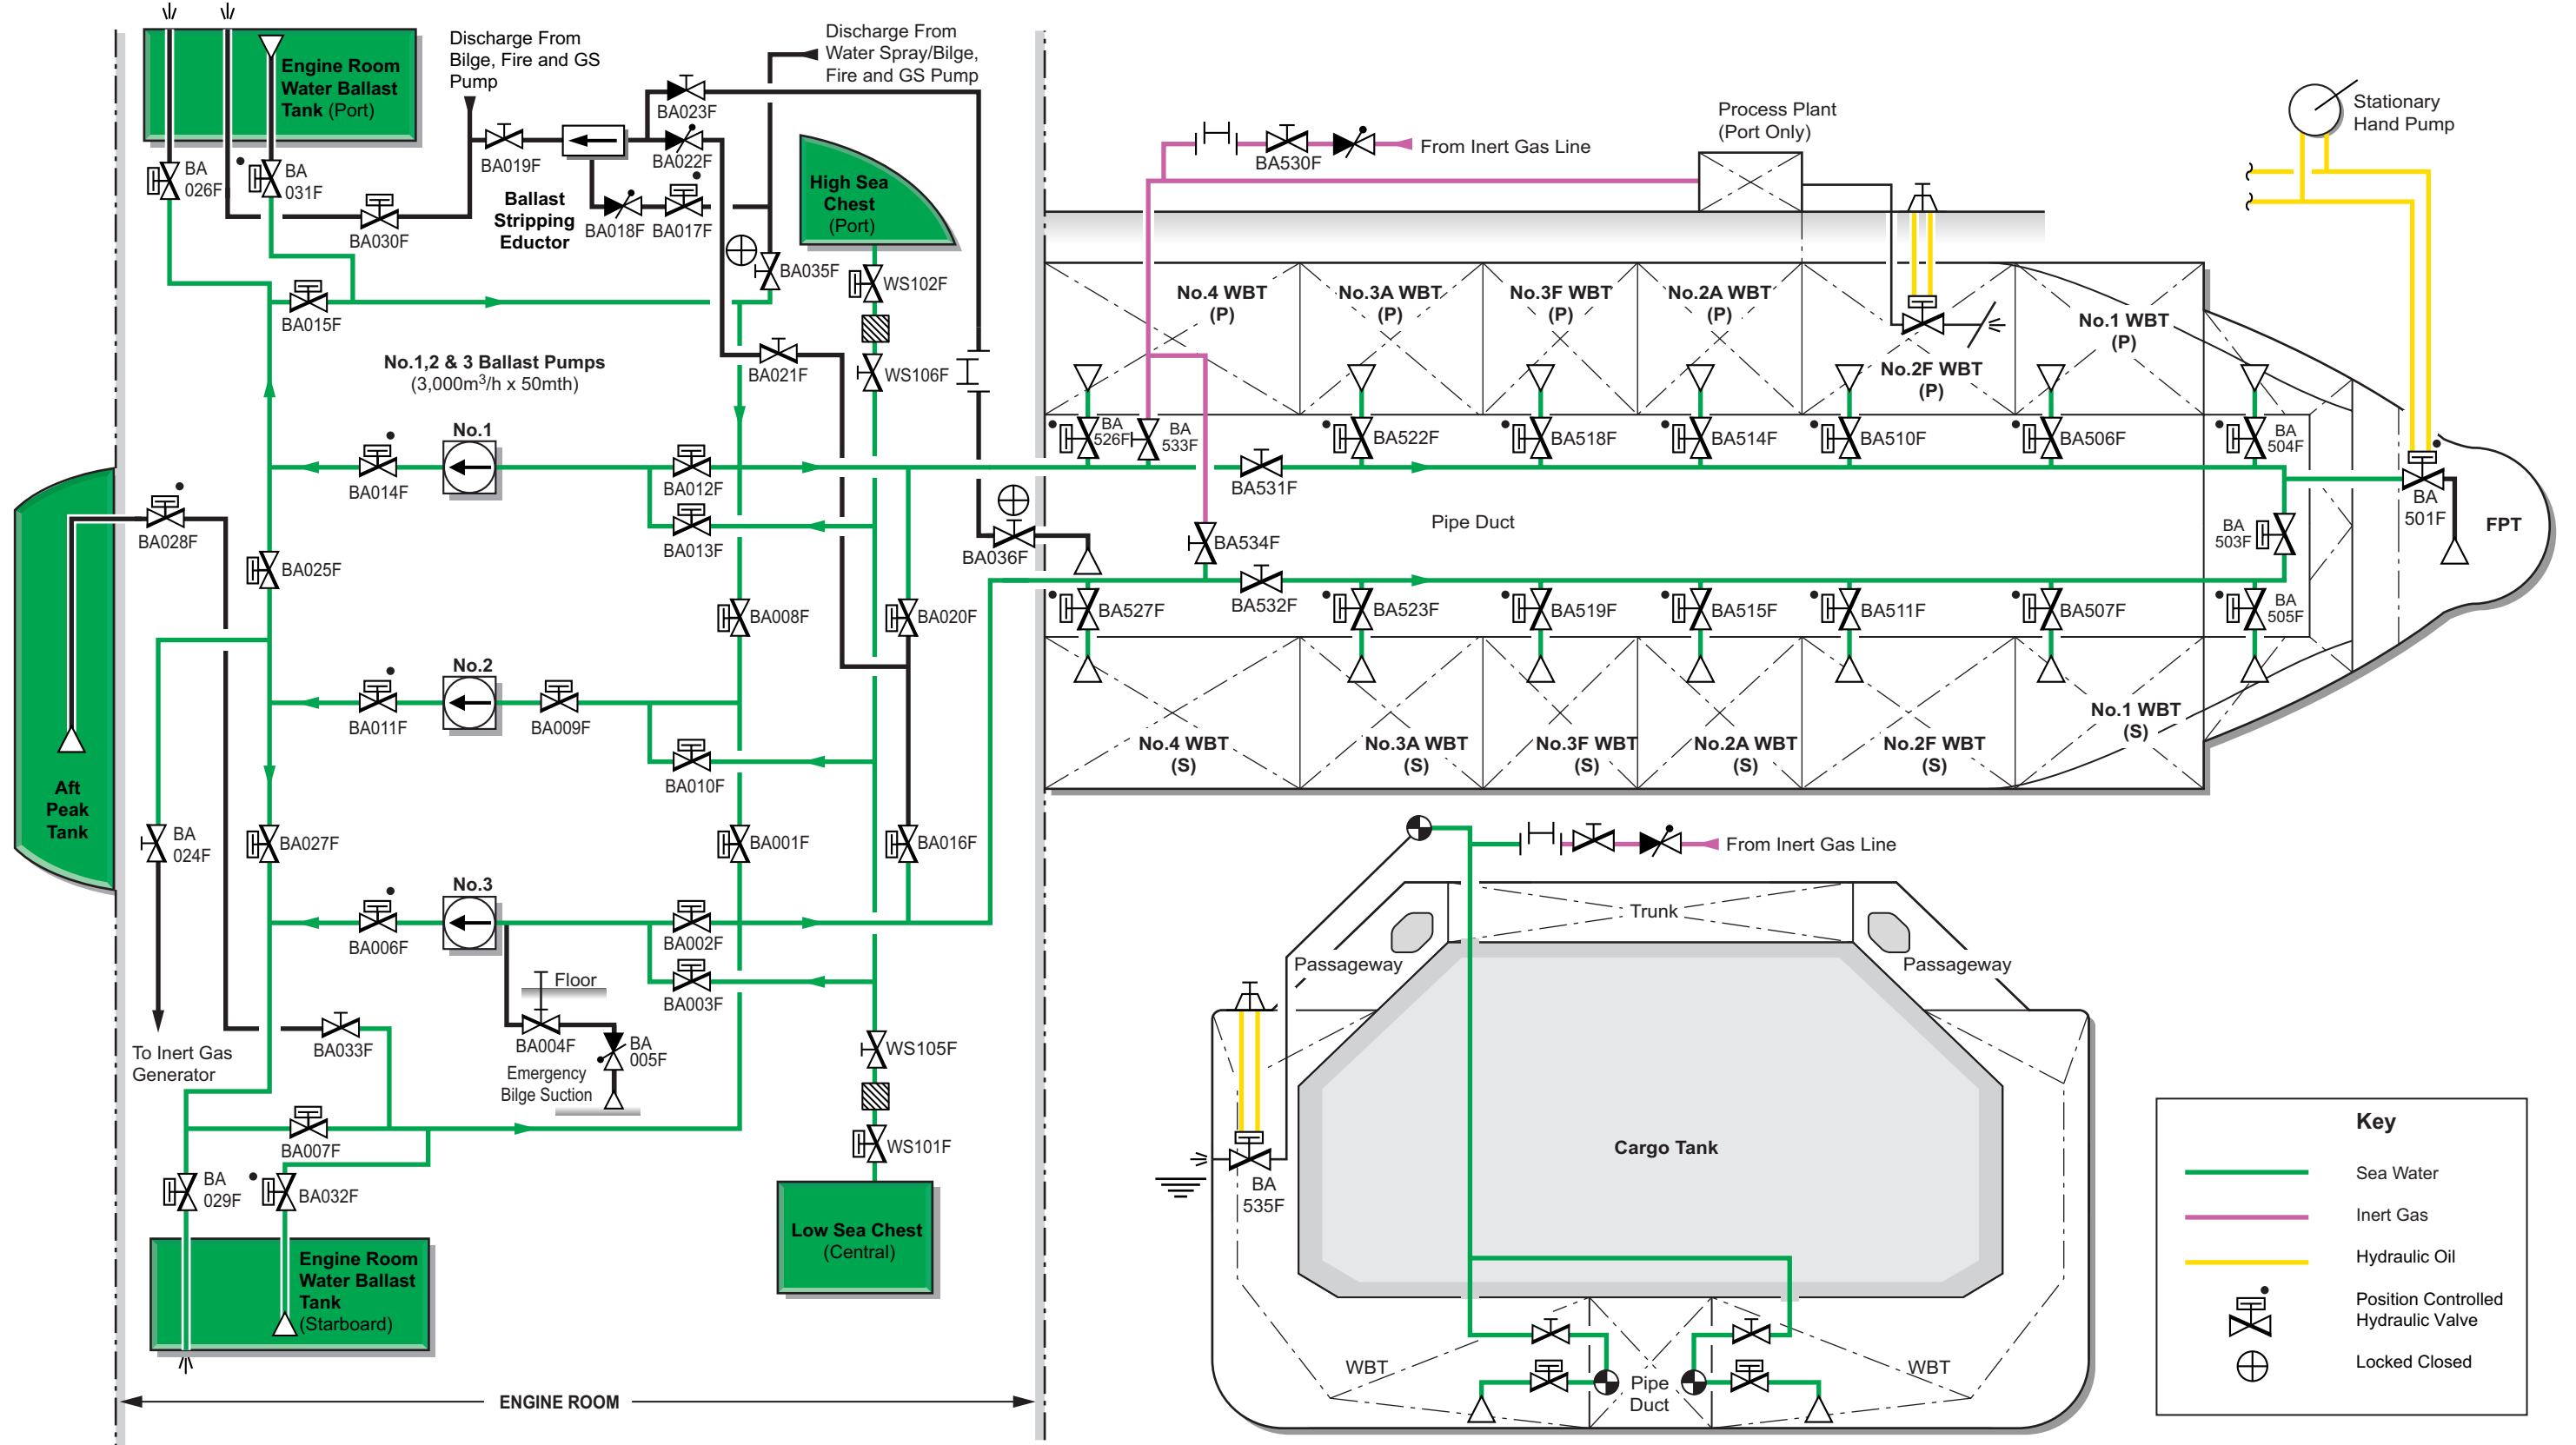 Engine Room
Water Ballast
Tank (Port)
Discharge From
Bilge, Fire and GS
Pump
Discharge From
Water Spray/Bilge,
Fire and GS Pump
BA023F
BA019F
BA022F
BA
026F
BA
031F
BA030F
Ballast
Stripping
Eductor
BA018F
BA017F
High Sea
Chest
(Port)
BA035F
WS102F
BA015F
No.1,2 & 3 Ballast Pumps
(3,000m3/h x 50mth)
BA021F
WS106F
No.1
BA014F
BA012F
BA013F
BA028F
BA036F
BA025F
BA008F
BA020F
No.2
BA011F
BA009F
BA010F
Aft
Peak
Tank
BA
024F
BA027F
BA001F
BA016F
No.3
BA006F
BA002F
BA003F
Floor
BA004F
BA
005F
Emergency
Bilge Suction
BA033F
To Inert Gas
Generator
WS105F
BA007F
WS101F
BA
029F
BA032F
Low Sea Chest
(Central)
Engine Room
Water Ballast
Tank
(Starboard)
ENGINE ROOM
Process Plant
(Port Only)
BA530F
From Inert Gas Line
Stationary
Hand Pump
No.4 WBT
(P)
No.3A WBT
(P)
No.3F WBT
(P)
No.2A WBT
(P)
No.2F WBT
(P)
No.1 WBT
(P)
BA
526F
BA
533F
BA522F
BA518F
BA514F
BA510F
BA506F
BA
504F
BA531F
Pipe Duct
BA
501F
FPT
BA
503F
BA534F
BA532F
BA527F
BA523F
BA519F
BA515F
BA511F
BA507F
BA
505F
No.4 WBT
(S)
No.3A WBT
(S)
No.3F WBT
(S)
No.2A WBT
(S)
No.2F WBT
(S)
No.1 WBT
(S)
From Inert Gas Line
Trunk
Passageway
Passageway
Cargo Tank
BA
535F
WBT
WBT
Pipe
Duct
Key
Sea Water
Inert Gas
Hydraulic Oil
Position Controlled
Hydraulic Valve
Locked Closed